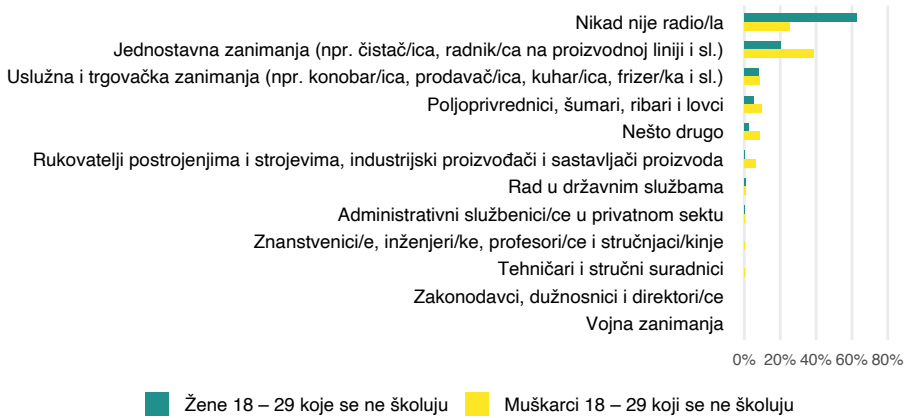 Nikad nije radio/la
Jednostavna zanimanja (npr. čistač/ica, radnik/ca na proizvodnoj liniji i sl.)
Uslužna i trgovačka zanimanja (npr. konobar/ica, prodavač/ica, kuhar/ica, frizer/ka i sl.)
Poljoprivrednici, šumari, ribari i lovci
Nešto drugo
Rukovatelji postrojenjima i strojevima, industrijski proizvođači i sastavljači proizvoda
Rad u državnim službama
Administrativni službenici/ce u privatnom sektu
Znanstvenici/e, inženjeri/ke, profesori/ce i stručnjaci/kinje
Tehničari i stručni suradnici
Zakonodavci, dužnosnici i direktori/ce
Vojna zanimanja
0% 20% 40% 60% 80%
Žene 18 – 29 koje se ne školuju Muškarci 18 – 29 koji se ne školuju